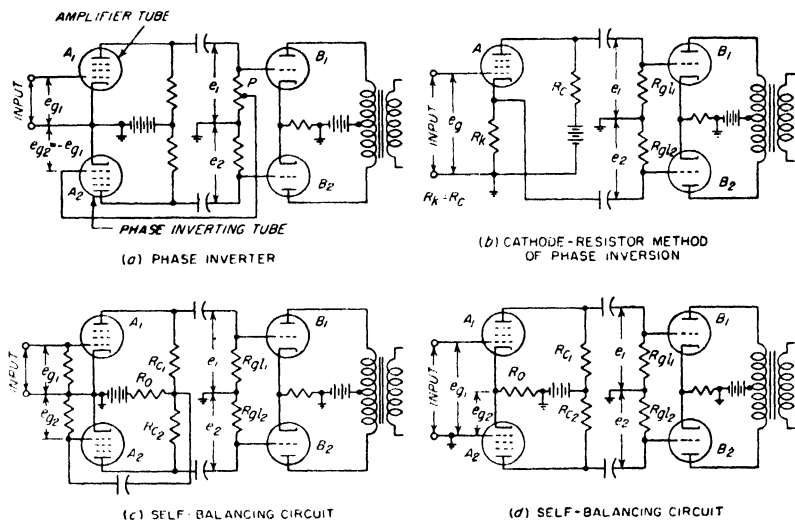 AMPLIFIER TUBE
A1
INPUT
eg1
eg2=-eg1
A2
PHASE INVERTING TUBE
e1
P
e2
B1
B2
(a) PHASE INVERTER
A
INPUT
eg
Rk
RC
Rk=RC
e1
e2
Rgl1
Rgl2
B1
B2
(b) CATHODE-RESISTOR METHOD
OF PHASE INVERSION
A1
INPUT
eg1
eg2
RO
RC1
RC2
A2
e1
e2
Rgl1
Rgl2
B1
B2
(c) SELF-BALANCING CIRCUIT
A1
INPUT
eg1
eg2
RO
RC1
RC2
A2
e1
e2
Rgl1
Rgl2
B1
B2
(d) SELF-BALANCING CIRCUIT